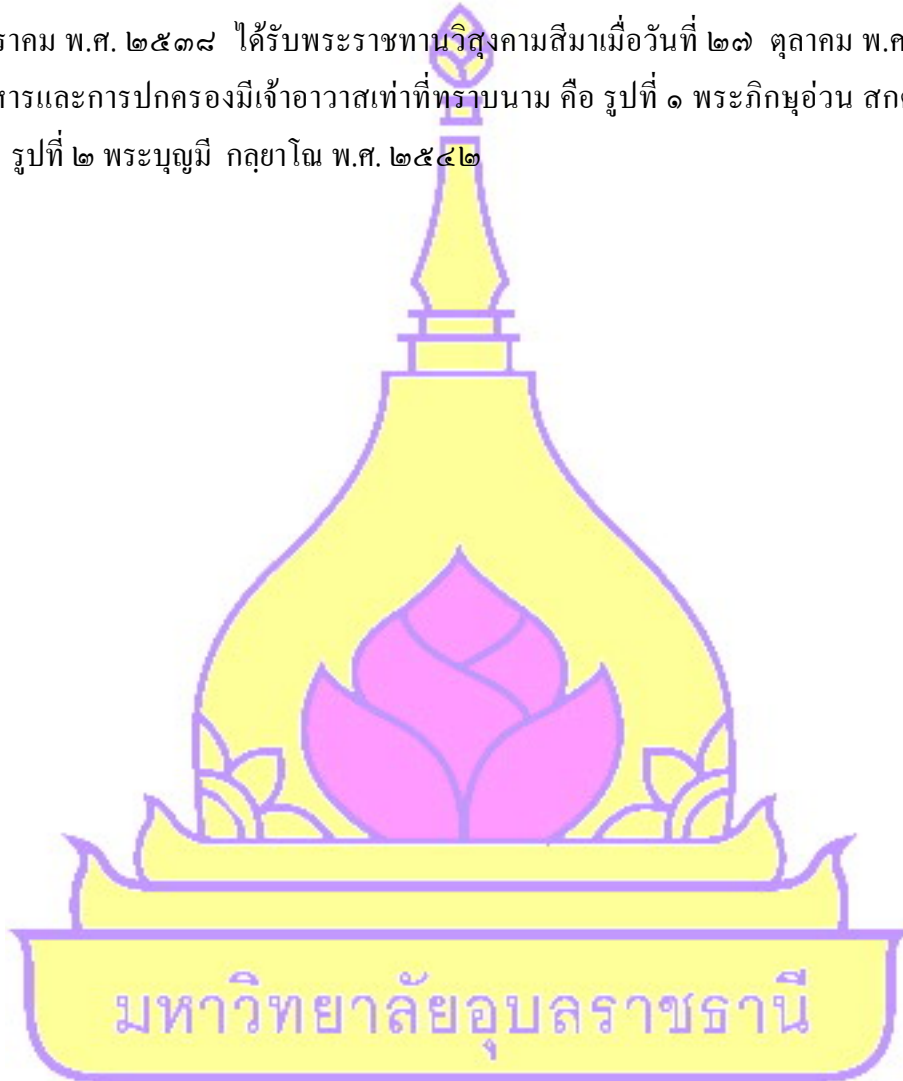 ราคม พ.ศ. ๒๕๓๘ ได้รับพระราชทานวิสุงคามสีมาเมื่อวันที่ ๒๗ ตุลาคม พ.ศ
หารและการปกครองมีเจ้าอาวาสเท่าที่ทราบนาม คือ รูปที่ ๑ พระภิกษุอ่วน สก
รูปที่ ๒ พระบุญมี กลฺยาโณ พ.ศ. ๒๕๔๒
มหาวิทยาลัยอุบลราชธานี